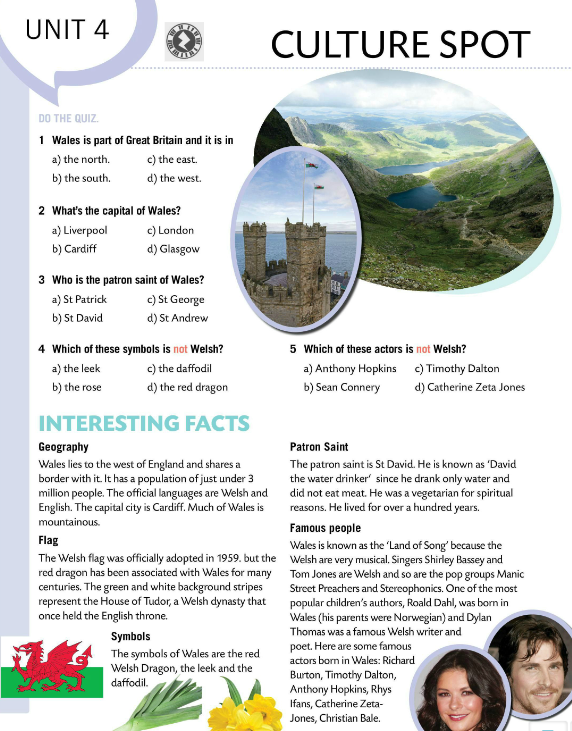 UNIT 4
CULTURE SPOT
DO THE QUIZ.
1 Wales is part of Great Britain and it is in
a) the north. c) the east.
b) the south. d) the west.
2 What's the capital of Wales?
a) Liverpool c) London
b) Cardiff d) Glasgow
3 Who is the patron saint of Wales?
a) St Patrick c) St George
b) St David d) St Andrew
4 Which of these symbols is not Welsh?
a) the leek c) the daffodil
b) the rose d) the red dragon
5 Which of these actors is not Welsh?
a) Anthony Hopkins c) Timothy Dalton
b) Sean Connery d) Catherine Zeta Jones
INTERESTING FACTS
Geography
Wales lies to the west of England and shares a
border with it. It has a population of just under 3
million people. The official languages are Welsh and
English. The capital city is Cardiff. Much of Wales is
mountainous.
Flag
The Welsh flag was officially adopted in 1959. but the
red dragon has been associated with Wales for many
centuries. The green and white background stripes
represent the House of Tudor, a Welsh dynasty that
once held the English throne.
Symbols
The symbols of Wales are the red
Welsh Dragon, the leek and the
daffodil.
Patron Saint
The patron saint is St David. He is known as 'David
the water drinker' since he drank only water and
did not eat meat. He was a vegetarian for spiritual
reasons. He lived for over a hundred years.
Famous people
Wales is known as the 'Land of Song' because the
Welsh are very musical. Singers Shirley Bassey and
Tom Jones are Welsh and so are the pop groups Manic
Street Preachers and Stereophonics. One of the most
popular children's authors, Roald Dahl, was born in
Wales (his parents were Norwegian) and Dylan
Thomas was a famous Welsh writer and
poet. Here are some famous
actors born in Wales: Richard
Burton, Timothy Dalton,
Anthony Hopkins, Rhys
Ifans, Catherine Zeta-
Jones, Christian Bale.